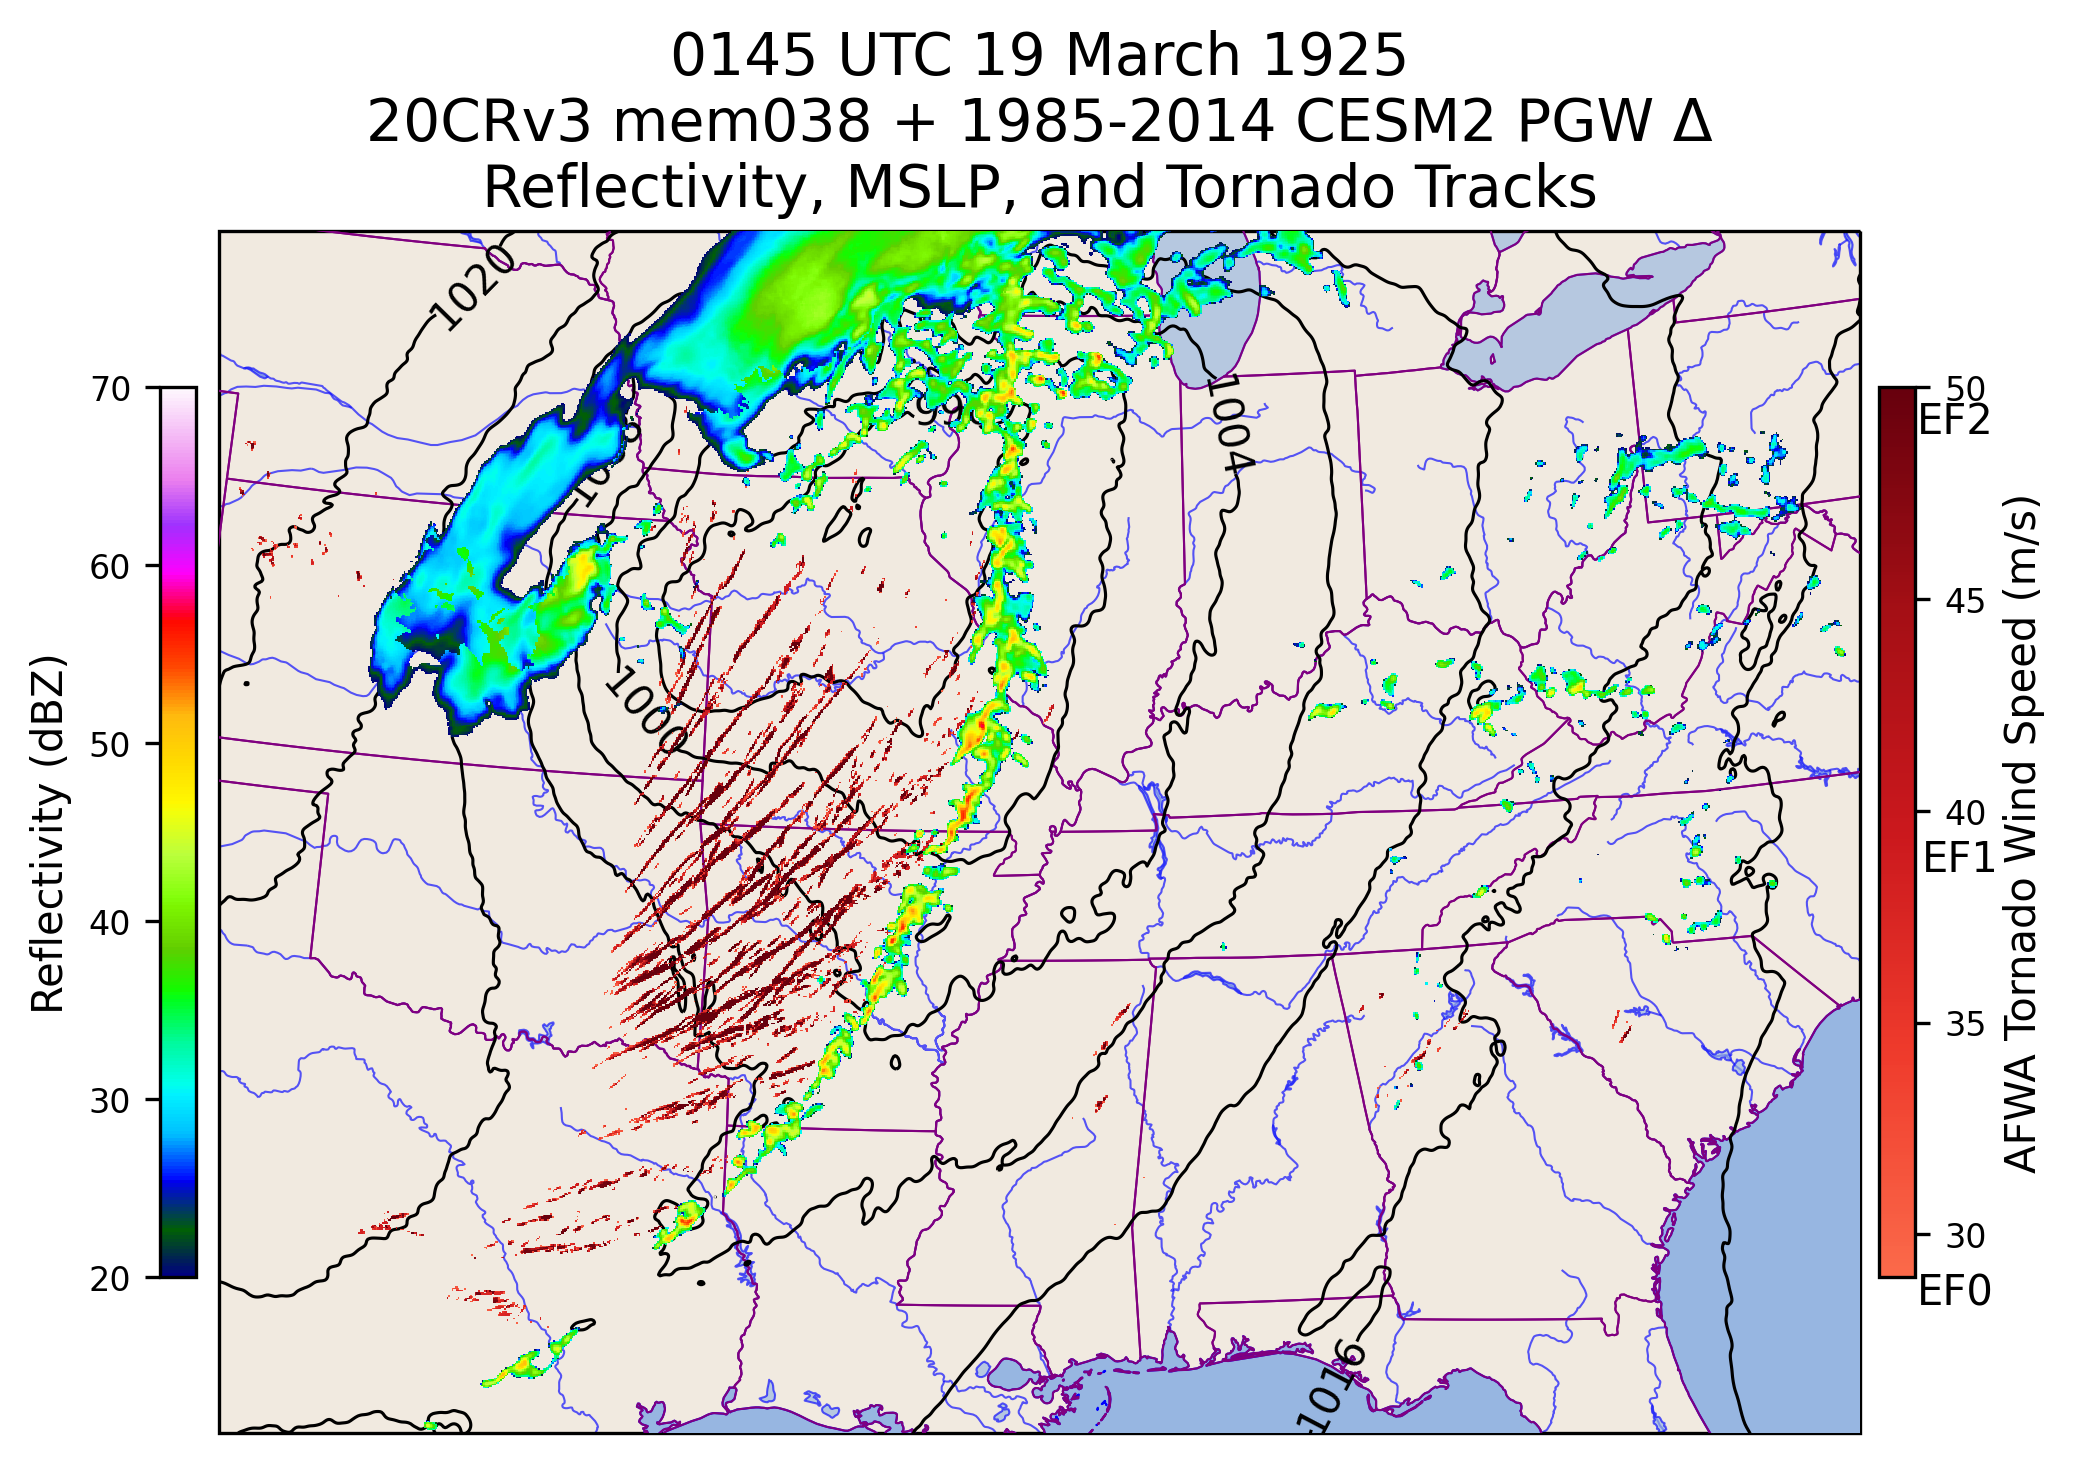 0145 UTC 19 March 1925
20CRv3 mem038 + 1985-2014 CESM2 PGW Δ
Reflectivity, MSLP, and Tornado Tracks
1020
1004
1000
1016
Reflectivity (dBZ)
70
60
50
40
30
20
50
EF2
45
40
EF1
35
30
EF0
AFWA Tornado Wind Speed (m/s)